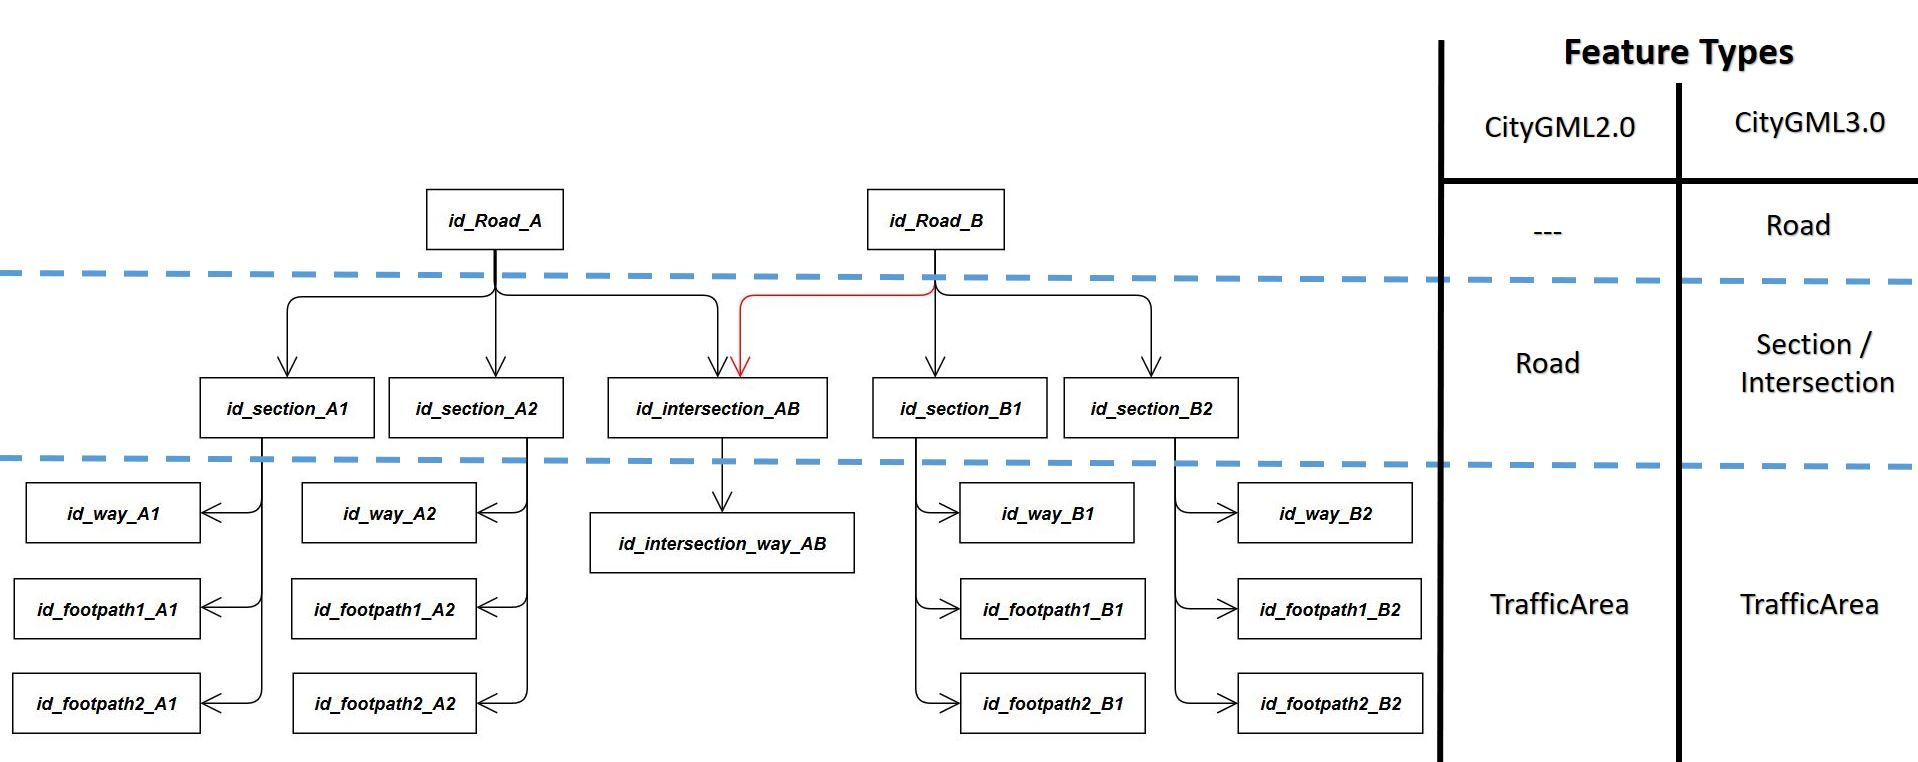 Feature Types
CityGML2.0
CityGML3.0
id_Road_A
id_Road_B
---
Road
id_section_A1
id_section_A2
id_intersection_AB
id_section_B1
id_section_B2
Road
Section /
Intersection
id_way_A1
id_way_A2
id_intersection_way_AB
id_way_B1
id_way_B2
id_footpath1_A1
id_footpath1_A2
id_footpath1_B1
id_footpath1_B2
TrafficArea
TrafficArea
id_footpath2_A1
id_footpath2_A2
id_footpath2_B1
id_footpath2_B2